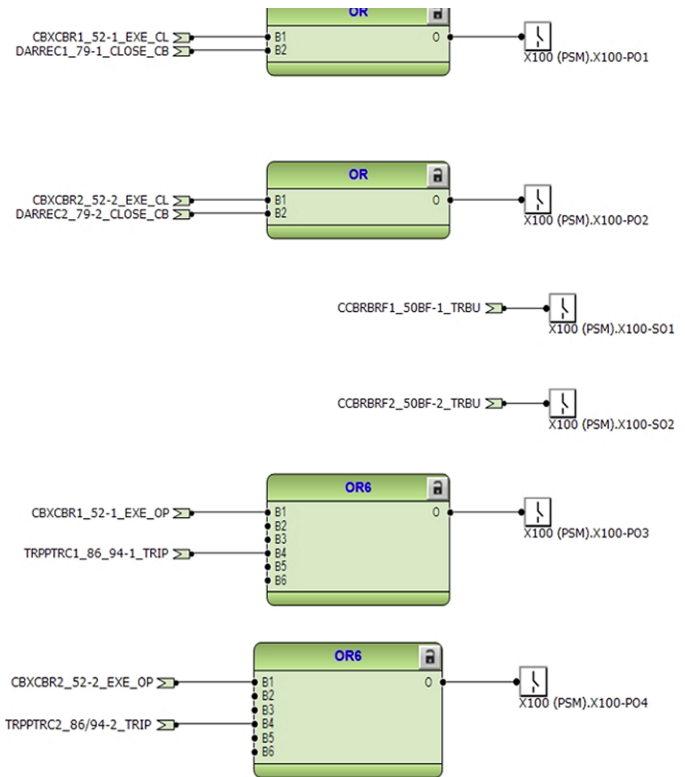 OR
CBXCBR1_52-1_EXE_CL B1 O
DARREC1_79-1_CLOSE_CB B2
X100 (PSM).X100-PO1
OR
CBXCBR2_52-2_EXE_CL B1 O
DARREC2_79-2_CLOSE_CB B2
X100 (PSM).X100-PO2
CCBRBRF1_50BF-1_TRBU
X100 (PSM).X100-SO1
CCBRBRF2_50BF-2_TRBU
X100 (PSM).X100-SO2
OR6
CBXCBR1_52-1_EXE_OP B1 O
B2
X100 (PSM).X100-PO3
B3
TRPPTRC1_86_94-1_TRIP B4
B5
B6
OR6
CBXCBR2_52-2_EXE_OP B1 O
B2
X100 (PSM).X100-PO4
B3
TRPPTRC2_86/94-2_TRIP B4
B5
B6